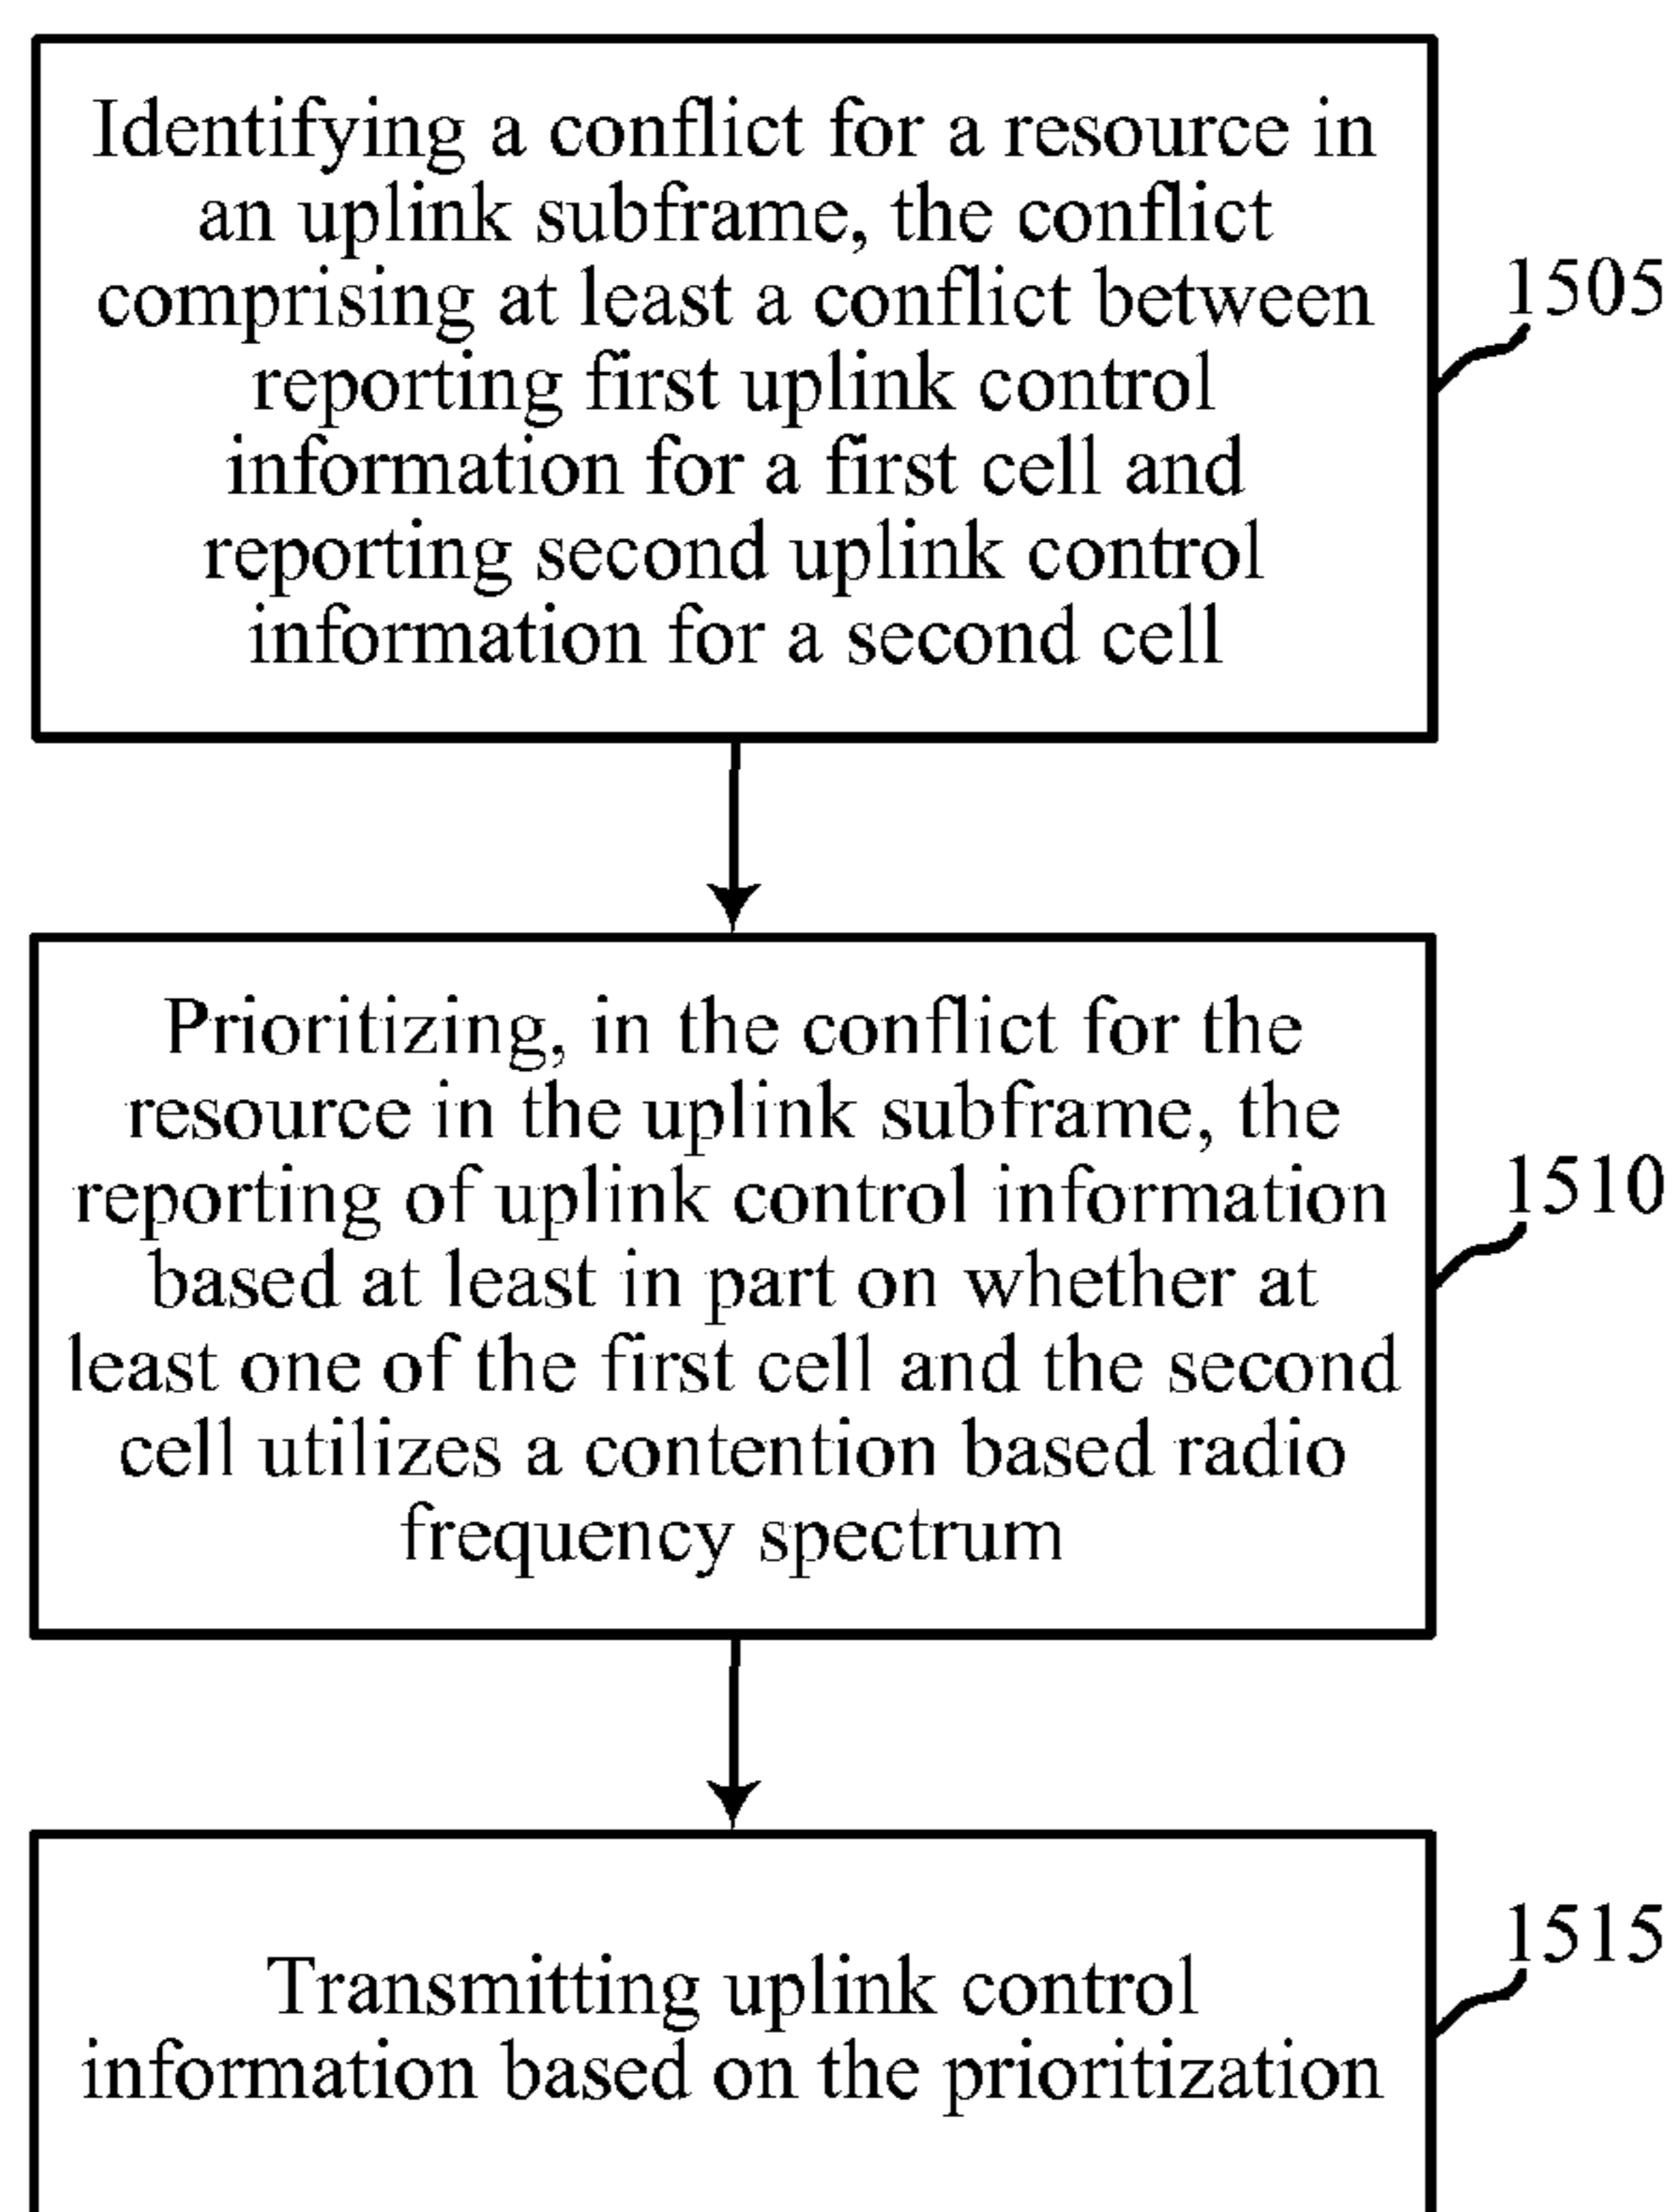 Identifying a conflict for a resource in
an uplink subframe, the conflict
comprising at least a conflict between
reporting first uplink control
information for a first cell and
reporting second uplink control
information for a second cell
1505
Prioritizing, in the conflict for the
resource in the uplink subframe, the
reporting of uplink control information
based at least in part on whether at
least one of the first cell and the second
cell utilizes a contention based radio
frequency spectrum
1510
Transmitting uplink control
information based on the prioritization
1515